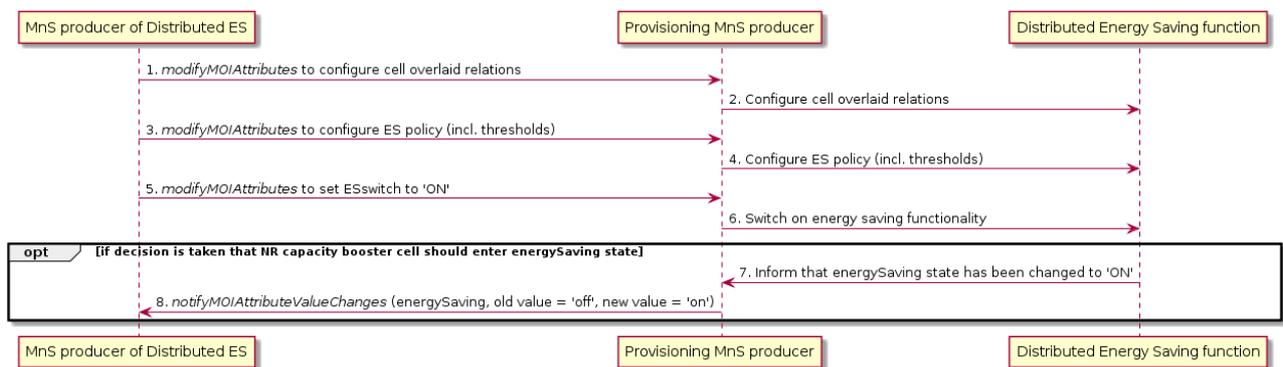 MnS producer of Distributed ES
Provisioning MnS producer
Distributed Energy Saving function
1. modifyMOIAttributes to configure cell overlaid relations
2. Configure cell overlaid relations
3. modifyMOIAttributes to configure ES policy (incl. thresholds)
4. Configure ES policy (incl. thresholds)
5. modifyMOIAttributes to set ESswitch to 'ON'
6. Switch on energy saving functionality
opt
[if decision is taken that NR capacity booster cell should enter energySaving state]
7. Inform that energySaving state has been changed to 'ON'
8. notifyMOIAttributeValueChanges (energySaving, old value = 'off', new value = 'on')
MnS producer of Distributed ES
Provisioning MnS producer
Distributed Energy Saving function